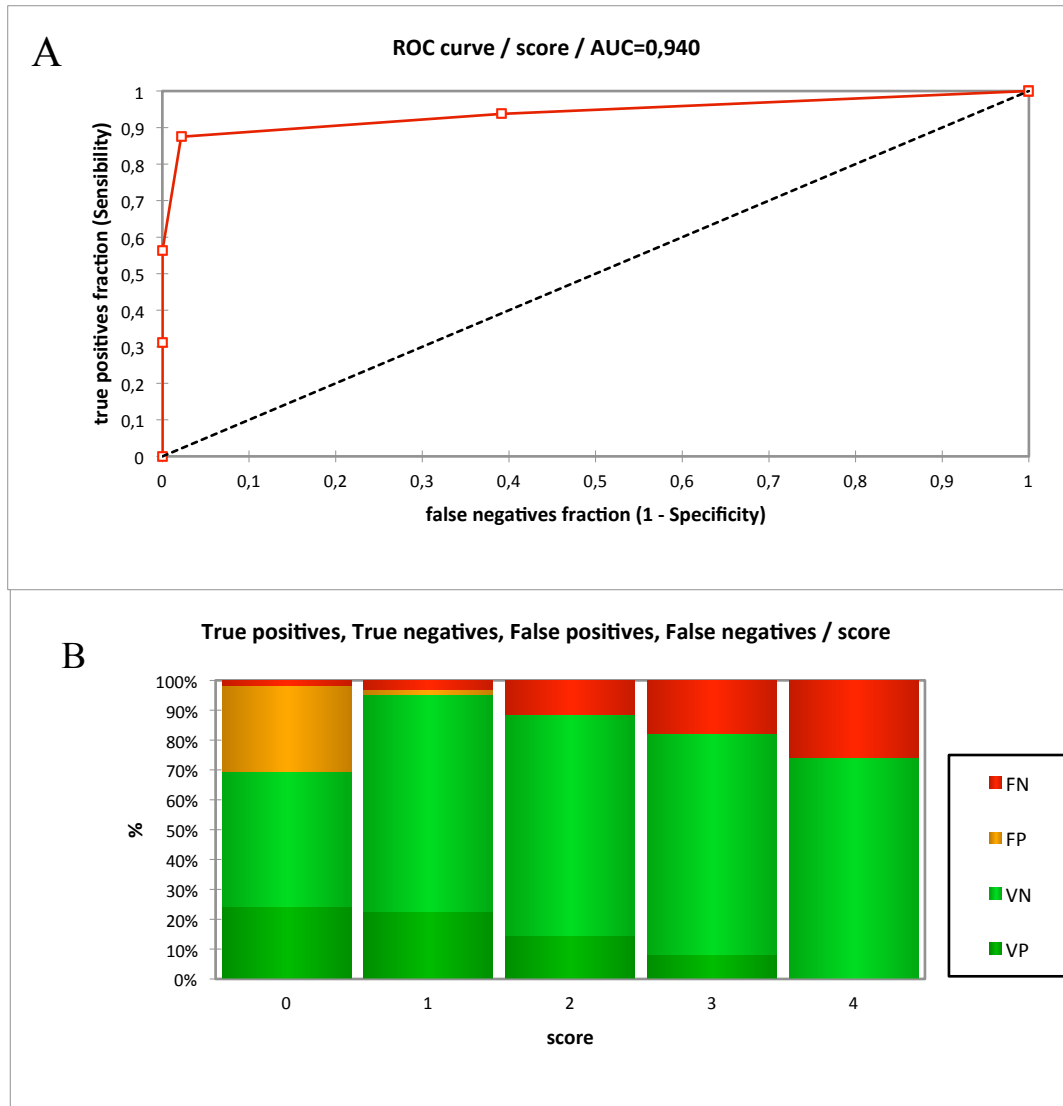 A
ROC curve / score / AUC=0,940
1
0,9
0,8
0,7
0,6
0,5
0,4
0,3
0,2
0,1
0
true positives fraction (Sensibility)
0 0,1 0,2 0,3 0,4 0,5 0,6 0,7 0,8 0,9 1
false negatives fraction (1 - Specificity)
B
True positives, True negatives, False positives, False negatives / score
100%
90%
80%
70%
60%
50%
40%
30%
20%
10%
0%
%
0 1 2 3 4
score
FN
FP
VN
VP